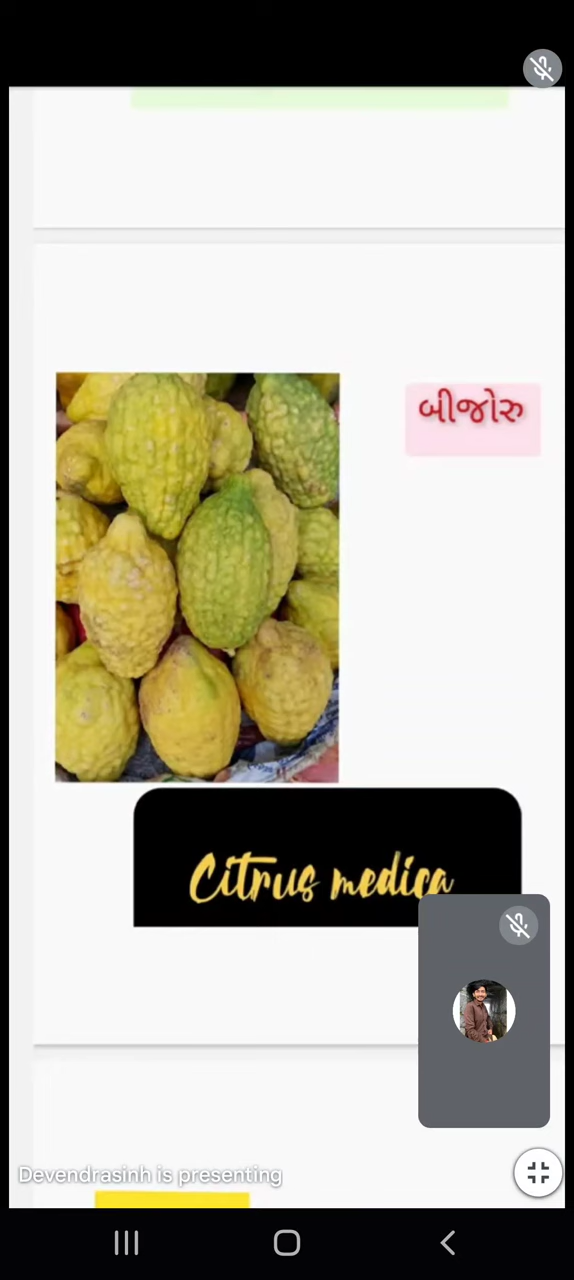 બીજોરુ
Citrus medica
Devendrasinh is presenting